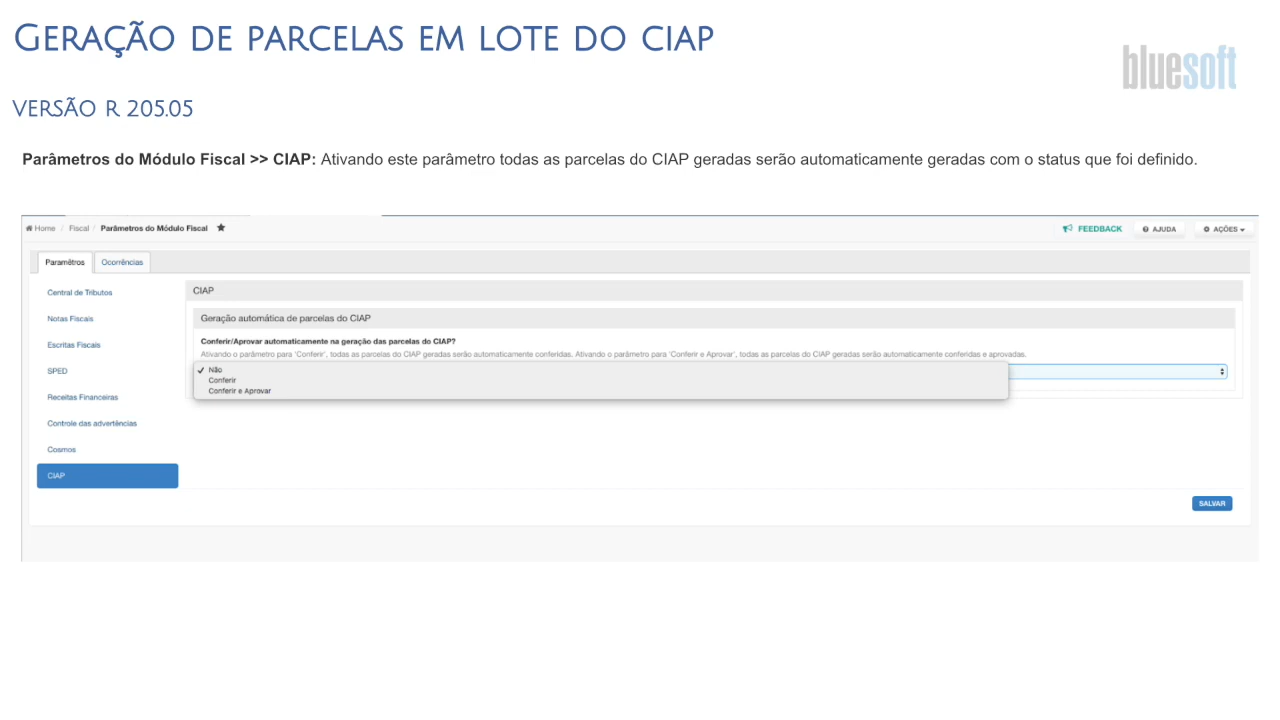 GERAÇÃO DE PARCELAS EM LOTE DO CIAP
bluesoft
VERSÃO R 205.05
Parâmetros do Módulo Fiscal >> CIAP: Ativando este parâmetro todas as parcelas do CIAP geradas serão automaticamente geradas com o status que foi definido.
Home / Fiscal / Parâmetros do Módulo Fiscal
FEEDBACK
AJUDA
AÇÕES
Paramêtros
Ocorrências
Central de Tributos
Notas Fiscais
Escritas Fiscais
SPED
Receitas Financeiras
Controle das advertências
Cosmos
CIAP
CIAP
Geração automática de parcelas do CIAP
Conferir/Aprovar automaticamente na geração das parcelas do CIAP?
Ativando o parâmetro para 'Conferir', todas as parcelas do CIAP geradas serão automaticamente conferidas. Ativando o parâmetro para 'Conferir e Aprovar', todas as parcelas do CIAP geradas serão automaticamente conferidas e aprovadas.
Não
Conferir
Conferir e Aprovar
SALVAR